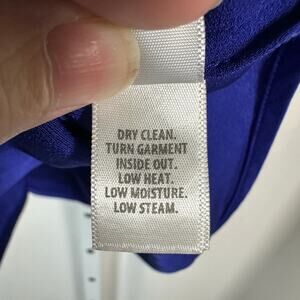 DRY CLEAN.
TURN GARMENT
INSIDE OUT.
LOW HEAT.
LOW MOISTURE.
LOW STEAM.